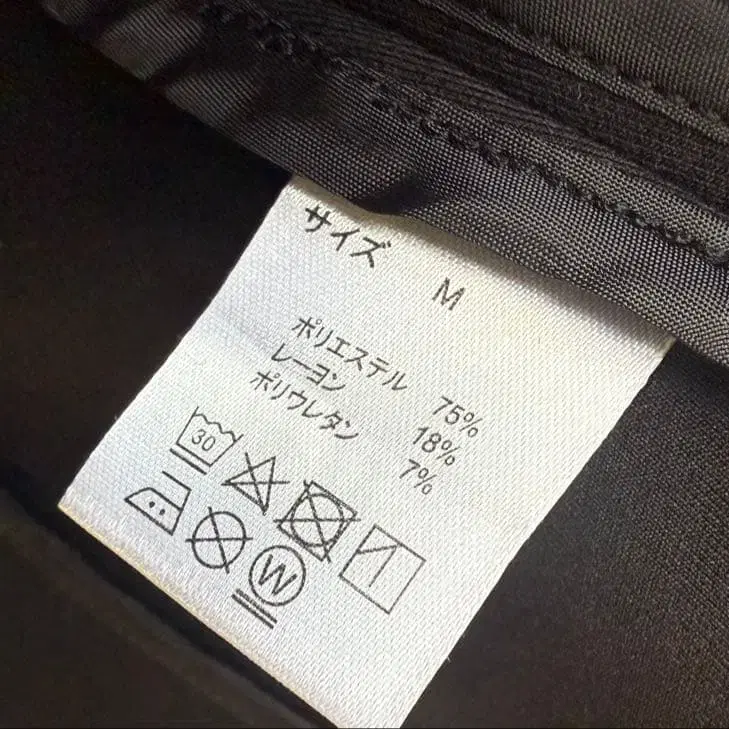 サイズ M
ポリエステル 75%
レーヨン 18%
ポリウレタン 7%
30
W